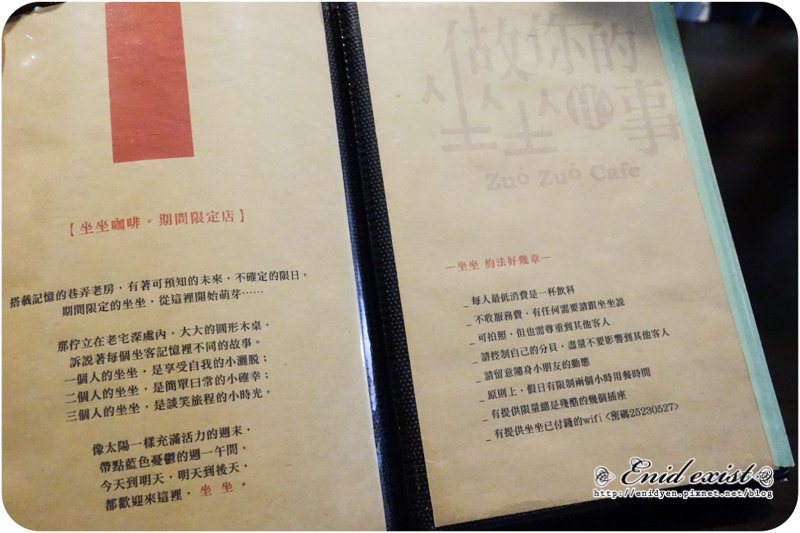 【坐坐咖啡。期間限定店】
搭載記憶的巷弄老房，有著可預知的未來，不確定的限日。
期間限定的坐坐，從這裡開始萌芽……
那佇立在老宅深處內，大大的圓形木桌，
訴說著每個坐客記憶裡不同的故事。
一個人的坐坐，是享受自我的小灑脫；
二個人的坐坐，是簡單日常的小確幸；
三個人的坐坐，是談笑旅程的小時光。
像太陽一樣充滿活力的週末，
帶點藍色憂鬱的週一午間，
今天到明天，明天到後天，
都歡迎來這裡，坐坐。
做你的
坐坐的事
Zuò Zuò Cafe
—坐坐 約法好幾章—
_ 每人最低消費是一杯飲料
_ 不收服務費，有任何需要請跟坐坐說
_ 可拍照，但也需尊重到其他客人
_ 請控制自己的分貝，盡量不要影響到其他客人
_ 請留意隨身小朋友的動態
_ 原則上，假日有限制兩個小時用餐時間
_ 有提供限量總是殘酷的幾個插座
_ 有提供坐坐已付錢的wifi <密碼25230527>
Enid exist
http://enidyen.pixnet.net/blog